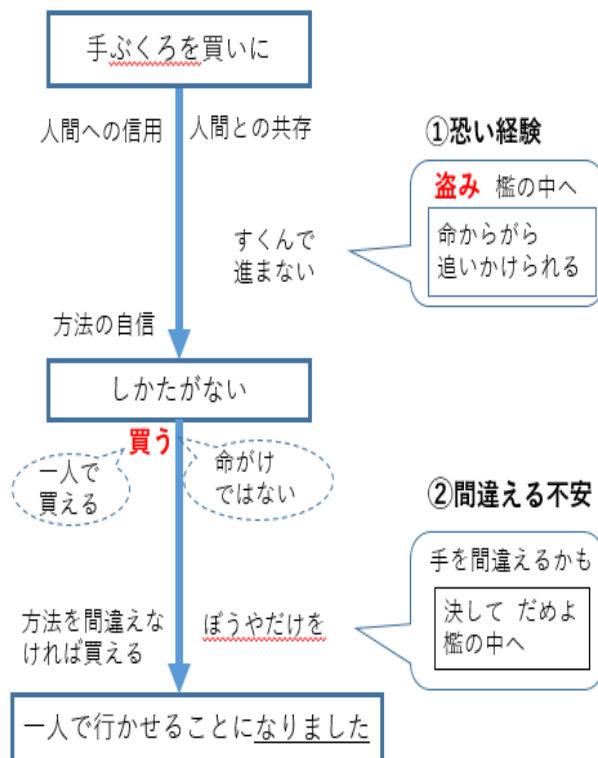 手ぶくろを買いに
人間への信用
人間との共存
①恐い経験
盗み 檻の中へ
命からがら
追いかけられる
すくんで
進まない
方法の自信
しかたがない
買う
一人で
買える
命がけ
ではない
②間違える不安
手を間違えるかも
決して だめよ
檻の中へ
方法を間違えな
ければ買える
ぼうやだけを
一人で行かせることになりました